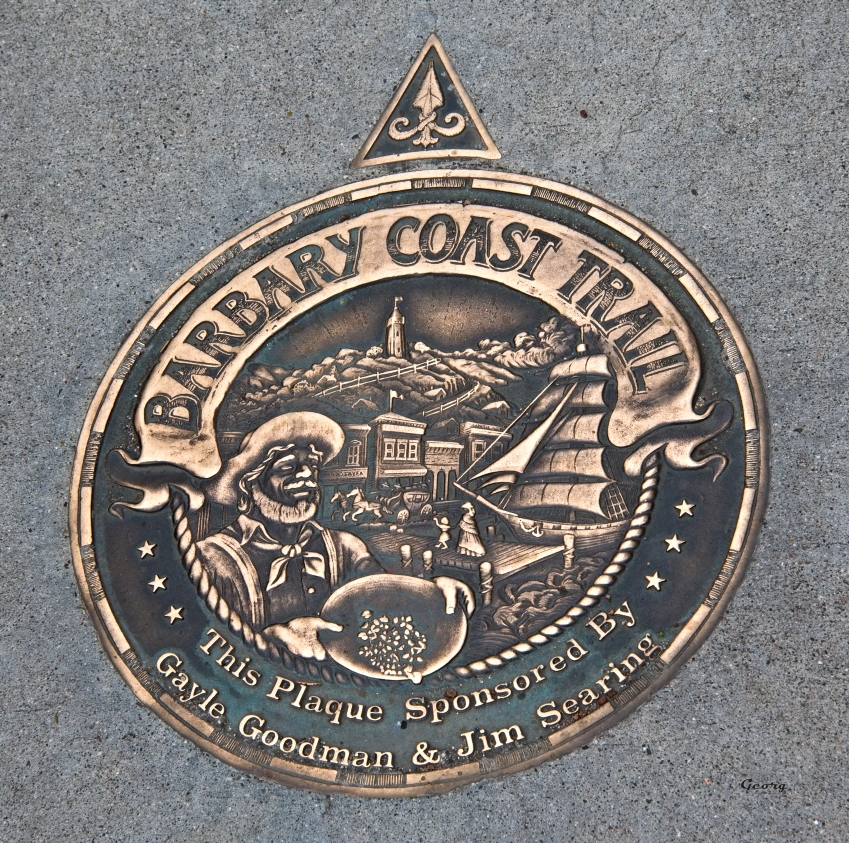 BARBARY COAST TRAIL
This Plaque Sponsored By
Gayle Goodman & Jim Searing
Georg